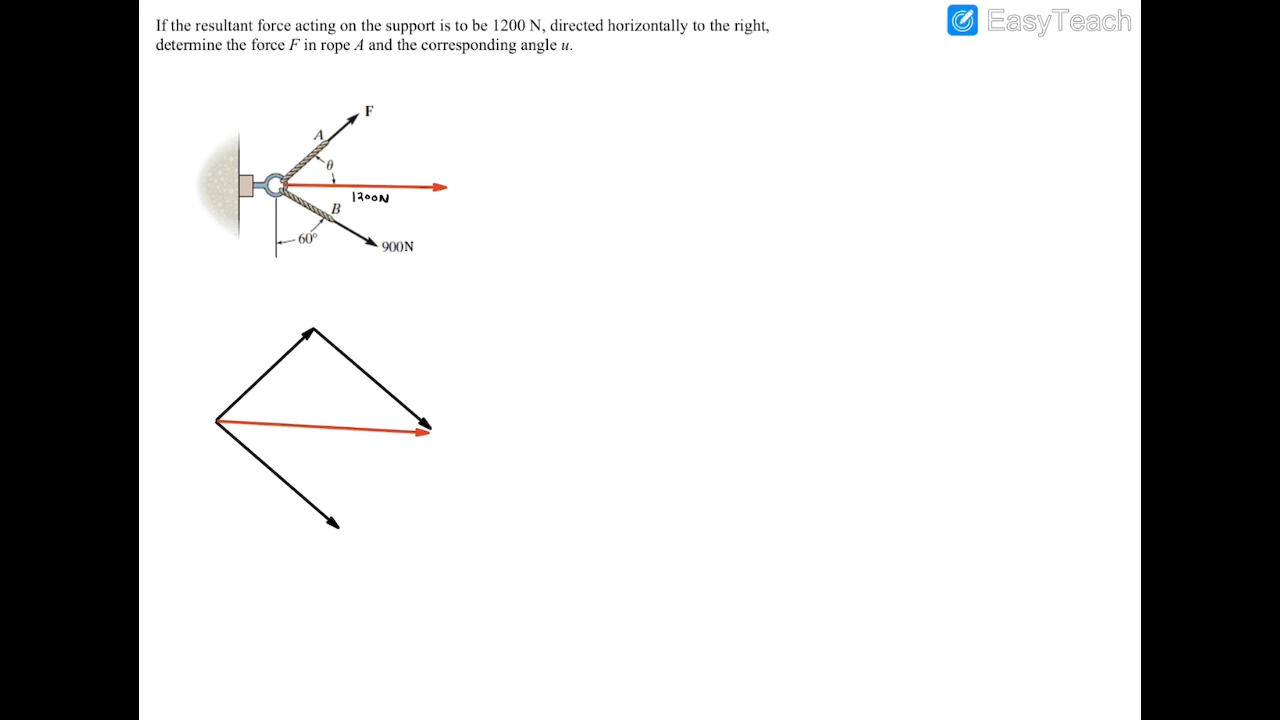 EasyTeach
If the resultant force acting on the support is to be 1200 N, directed horizontally to the right,
determine the force F in rope A and the corresponding angle u.
F
A
θ
1200N
B
60°
900N